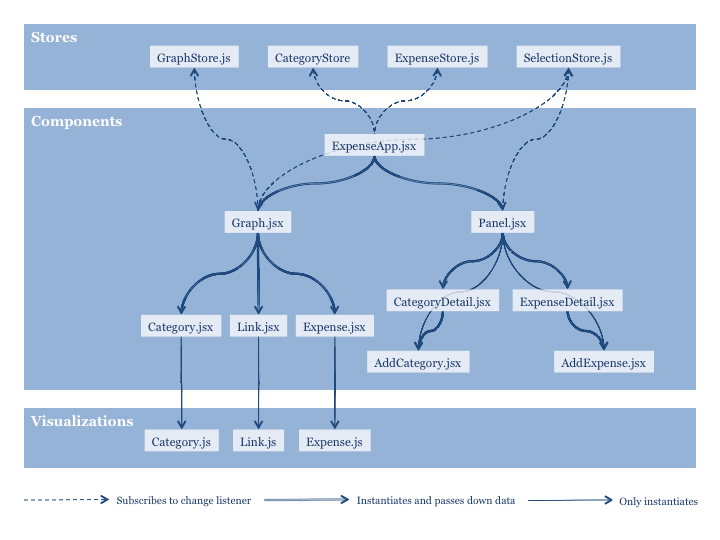 Stores
GraphStore.js
CategoryStore
ExpenseStore.js
SelectionStore.js
Components
ExpenseApp.jsx
Graph.jsx
Panel.jsx
CategoryDetail.jsx
ExpenseDetail.jsx
Category.jsx
Link.jsx
Expense.jsx
AddCategory.jsx
AddExpense.jsx
Visualizations
Category.js
Link.js
Expense.js
Subscribes to change listener
Instantiates and passes down data
Only instantiates